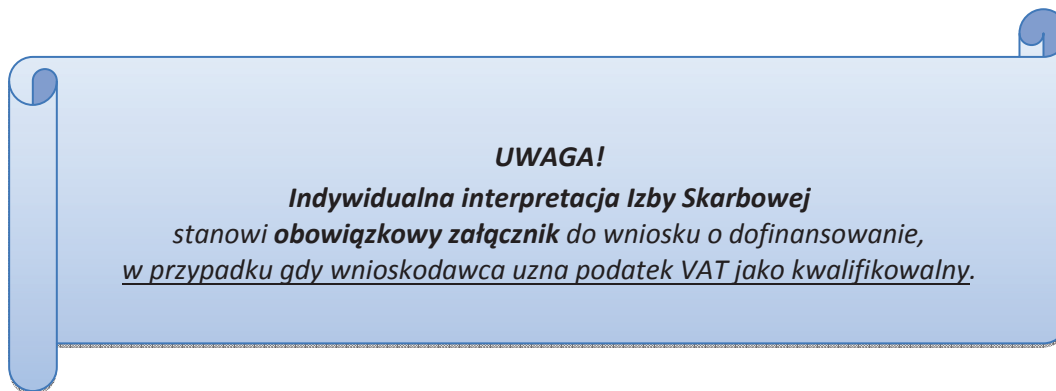 UWAGA!
Indywidualna interpretacja Izby Skarbowej
stanowi obowiązkowy załącznik do wniosku o dofinansowanie,
w przypadku gdy wnioskodawca uzna podatek VAT jako kwalifikowalny.